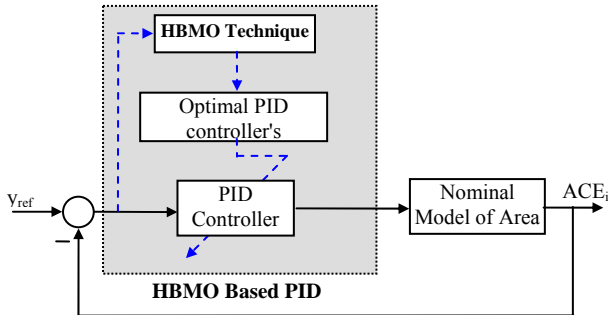 HBMO Technique
Optimal PID
controller's
y_ref
PID
Controller
Nominal
Model of Area
ACE_i
−
HBMO Based PID